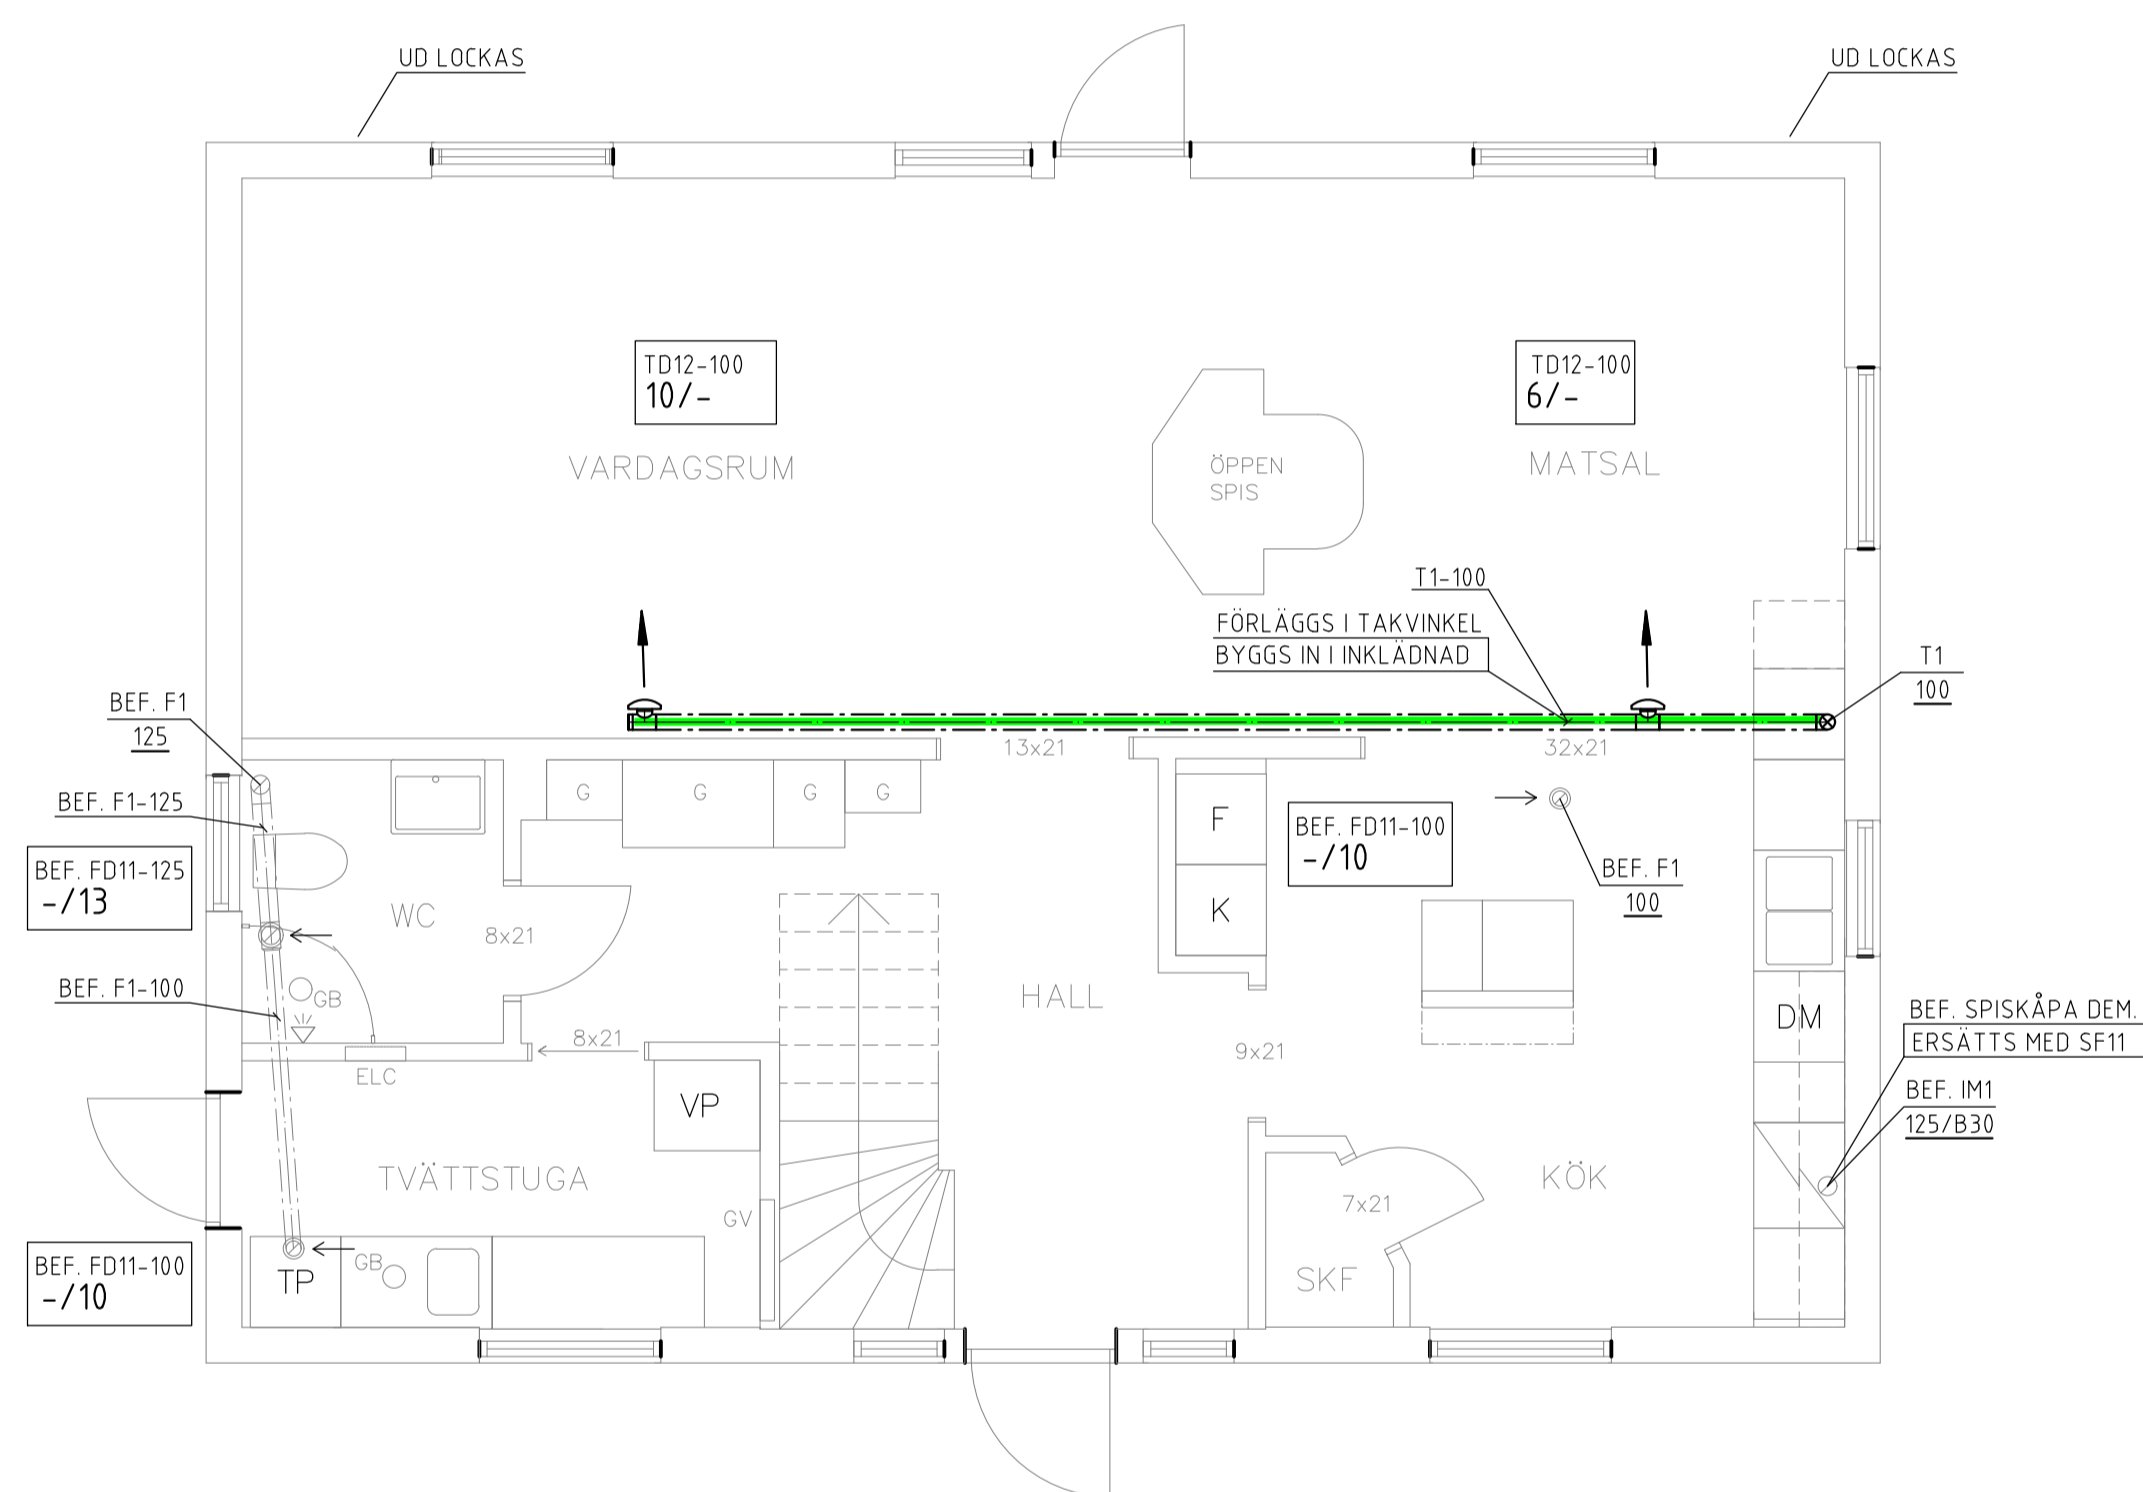 UD LOCKAS
UD LOCKAS
TD12-100
10/-
TD12-100
6/-
VARDAGSRUM
ÖPPEN
SPIS
MATSAL
T1-100
FÖRLÄGGS I TAKVINKEL
BYGGS IN I INKLÄDNAD
T1
100
BEF. F1
125
13x21
32x21
BEF. F1-125
G
G
G
G
F
BEF. FD11-100
-/10
BEF. F1
100
BEF. FD11-125
-/13
WC
8x21
K
BEF. F1-100
GB
HALL
DM
BEF. SPISKÅPA DEM.
ERSÄTTS MED SF11
8x21
9x21
ELC
VP
BEF. IM1
125/B30
TVÄTTSTUGA
KÖK
GV
7x21
BEF. FD11-100
-/10
TP
GB
SKF